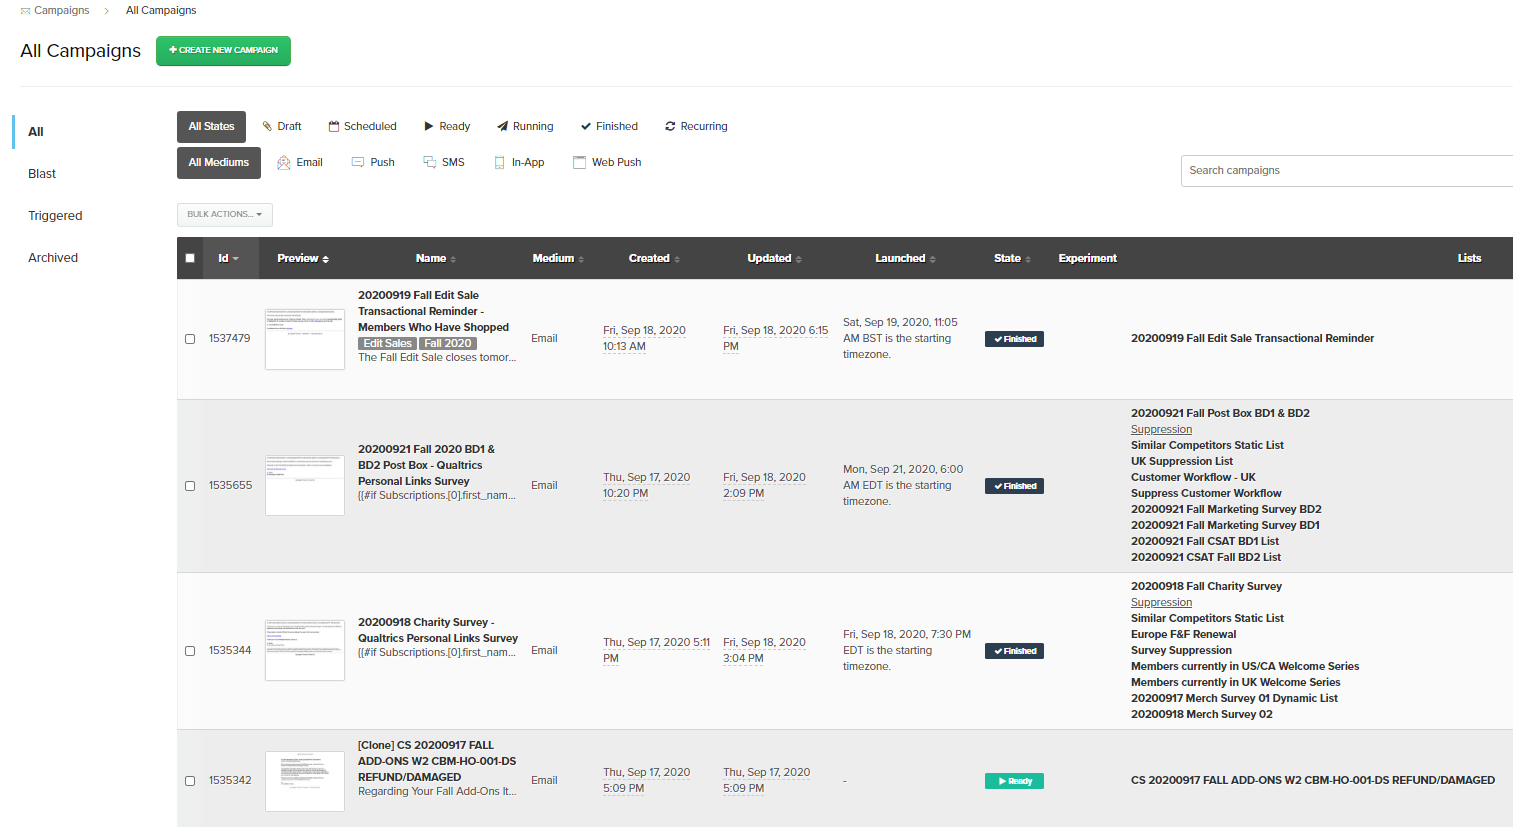 Campaigns > All Campaigns
All Campaigns
CREATE NEW CAMPAIGN
All
Blast
Triggered
Archived
All States Draft Scheduled Ready Running Finished Recurring
All Mediums Email Push SMS In-App Web Push
Search campaigns
BULK ACTIONS...
Id Preview Name Medium Created Updated Launched State Experiment Lists
1537479
20200919 Fall Edit Sale
Transactional Reminder -
Members Who Have Shopped
Edit Sales Fall 2020
The Fall Edit Sale closes tomor...
Email
Fri, Sep 18, 2020
10:13 AM
Fri, Sep 18, 2020 6:15
PM
Sat, Sep 19, 2020, 11:05
AM BST is the starting
timezone.
Finished
20200919 Fall Edit Sale Transactional Reminder
1535655
20200921 Fall 2020 BD1 &
BD2 Post Box - Qualtrics
Personal Links Survey
{{#if Subscriptions.[0].first_nam...
Email
Thu, Sep 17, 2020
10:20 PM
Fri, Sep 18, 2020
2:09 PM
Mon, Sep 21, 2020, 6:00
AM EDT is the starting
timezone.
Finished
20200921 Fall Post Box BD1 & BD2
Suppression
Similar Competitors Static List
UK Suppression List
Customer Workflow - UK
Suppress Customer Workflow
20200921 Fall Marketing Survey BD2
20200921 Fall Marketing Survey BD1
20200921 Fall CSAT BD1 List
20200921 CSAT Fall BD2 List
1535344
20200918 Charity Survey -
Qualtrics Personal Links Survey
{{#if Subscriptions.[0].first_nam...
Email
Thu, Sep 17, 2020 5:11
PM
Fri, Sep 18, 2020
3:04 PM
Fri, Sep 18, 2020, 7:30 PM
EDT is the starting
timezone.
Finished
20200918 Fall Charity Survey
Suppression
Similar Competitors Static List
Europe F&F Renewal
Survey Suppression
Members currently in US/CA Welcome Series
Members currently in UK Welcome Series
20200917 Merch Survey 01 Dynamic List
20200918 Merch Survey 02
1535342
[Clone] CS 20200917 FALL
ADD-ONS W2 CBM-HO-001-DS
REFUND/DAMAGED
Regarding Your Fall Add-Ons It...
Email
Thu, Sep 17, 2020
5:09 PM
Thu, Sep 17, 2020
5:09 PM
-
Ready
CS 20200917 FALL ADD-ONS W2 CBM-HO-001-DS REFUND/DAMAGED